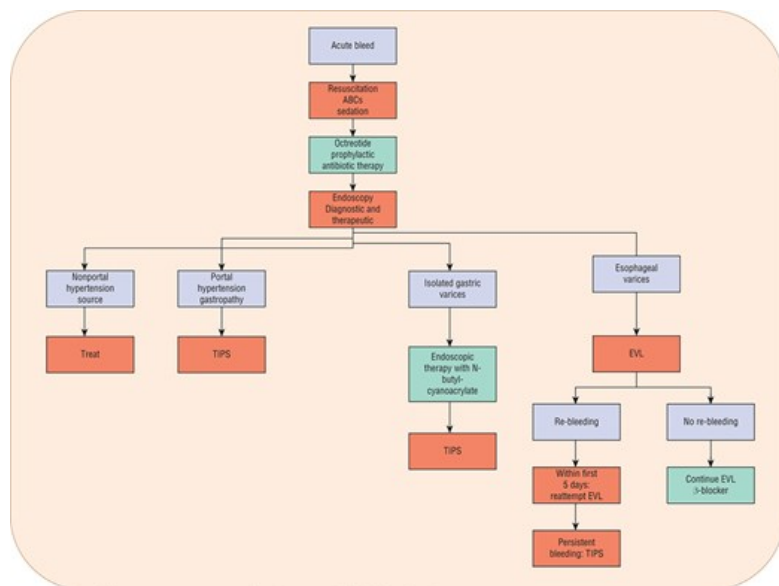 Acute bleed
Resuscitation
ABCs
sedation
Octreotide
prophylactic
antibiotic therapy
Endoscopy
Diagnostic and
therapeutic
Nonportal
hypertension
source
Portal
hypertension
gastropathy
Isolated gastric
varices
Esophageal
varices
Treat
TIPS
Endoscopic
therapy with N-
butyl-
cyanoacrylate
EVL
TIPS
Re-bleeding
No re-bleeding
Within first
5 days:
reattempt EVL
Continue EVL
β-blocker
Persistent
bleeding: TIPS